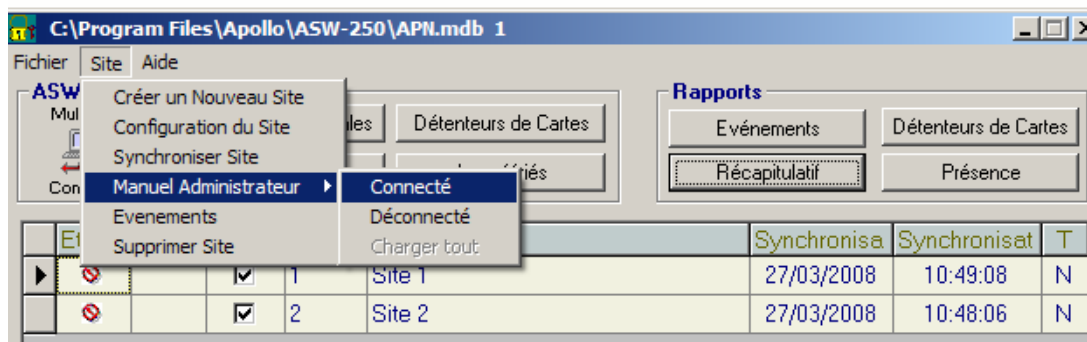 C:\Program Files\Apollo\ASW-250\APN.mdb 1
Fichier Site Aide
Créer un Nouveau Site
Configuration du Site
Synchroniser Site
Manuel Administrateur
Evenements
Supprimer Site
Connecté
Déconnecté
Charger tout
Détenteurs de Cartes
Rapports
Evénements Détenteurs de Cartes
Récapitulatif Présence
Synchronisa Synchronisat T
1 Site 1 27/03/2008 10:49:08 N
2 Site 2 27/03/2008 10:48:06 N